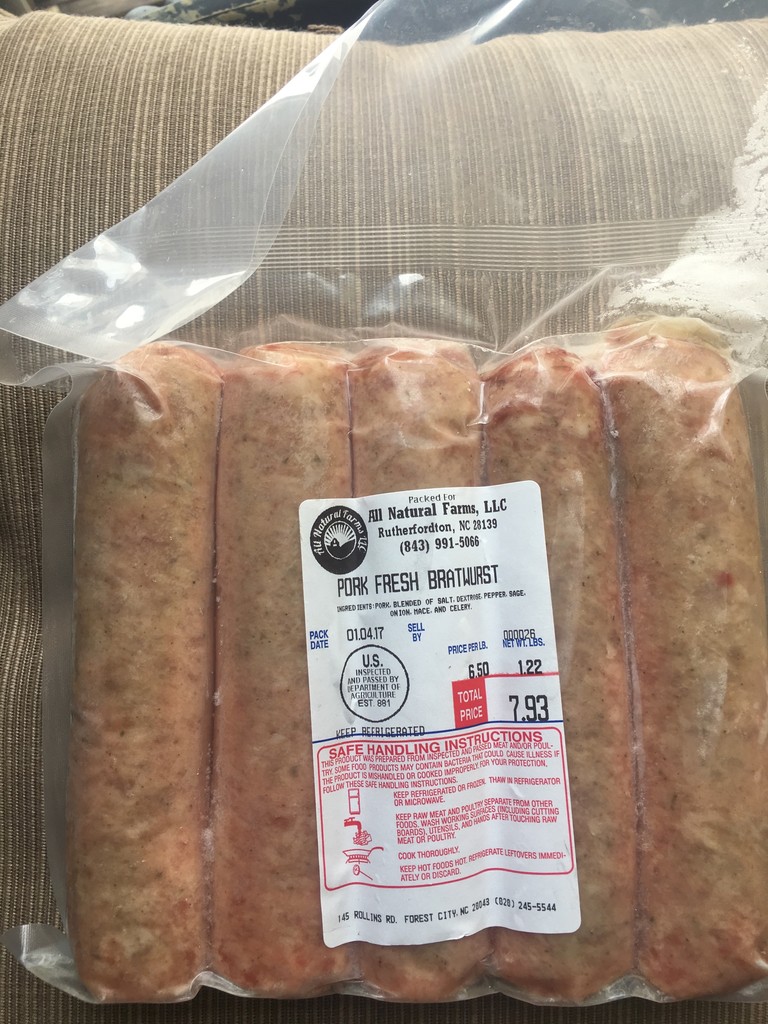 Packed For
All Natural Farms, LLC
Rutherfordton, NC 28139
(843) 991-5066
All Natural Farms LLC
PORK FRESH BRATWURST
INGREDIENTS: PORK, BLENDED OF SALT, DEXTROSE, PEPPER, SAGE,
ONION, MACE, AND CELERY.
PACK DATE 01.04.17 SELL BY 000026
PRICE PER LB. NET WT. LBS.
6.50 1.22
U.S.
INSPECTED
AND PASSED BY
DEPARTMENT OF
AGRICULTURE
EST. 881
TOTAL PRICE 7.93
KEEP REFRIGERATED
SAFE HANDLING INSTRUCTIONS
THIS PRODUCT WAS PREPARED FROM INSPECTED AND PASSED MEAT AND/OR POUL-
TRY. SOME FOOD PRODUCTS MAY CONTAIN BACTERIA THAT COULD CAUSE ILLNESS IF
THE PRODUCT IS MISHANDLED OR COOKED IMPROPERLY. FOR YOUR PROTECTION,
FOLLOW THESE SAFE HANDLING INSTRUCTIONS.
KEEP REFRIGERATED OR FROZEN. THAW IN REFRIGERATOR
OR MICROWAVE.
KEEP RAW MEAT AND POULTRY SEPARATE FROM OTHER
FOODS. WASH WORKING SURFACES (INCLUDING CUTTING
BOARDS), UTENSILS, AND HANDS AFTER TOUCHING RAW
MEAT OR POULTRY.
COOK THOROUGHLY.
KEEP HOT FOODS HOT. REFRIGERATE LEFTOVERS IMMEDI-
ATELY OR DISCARD.
145 ROLLINS RD. FOREST CITY, NC 28043 (828) 245-5544